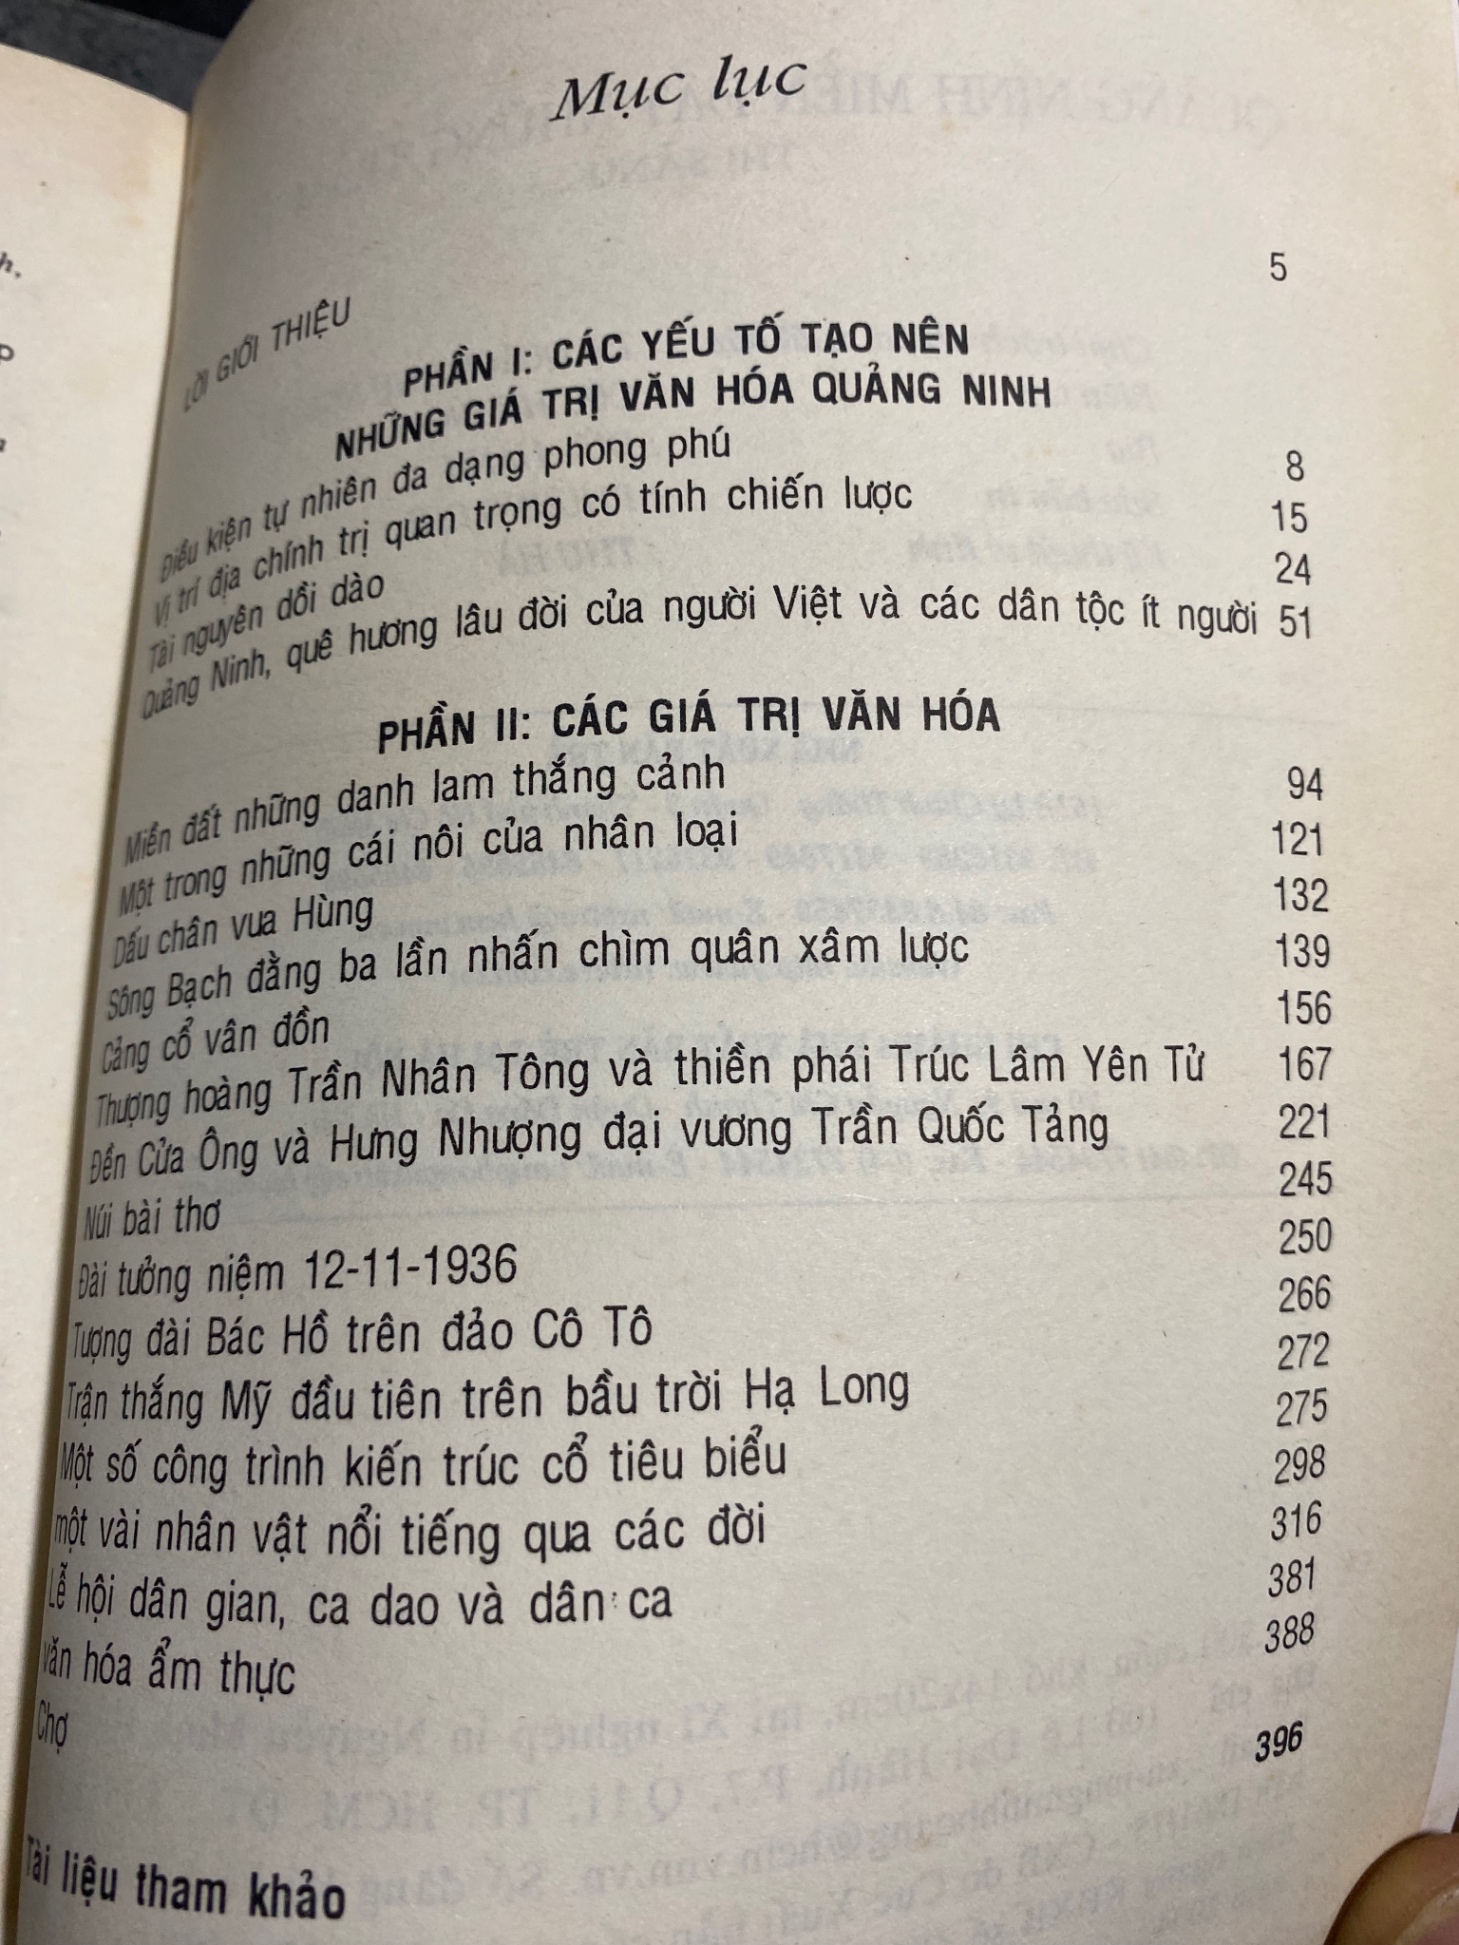 Mục lục
LỜI GIỚI THIỆU 5
PHẦN I: CÁC YẾU TỐ TẠO NÊN
NHỮNG GIÁ TRỊ VĂN HÓA QUẢNG NINH
Điều kiện tự nhiên đa dạng phong phú 8
Vị trí địa chính trị quan trọng có tính chiến lược 15
Tài nguyên dồi dào 24
Quảng Ninh, quê hương lâu đời của người Việt và các dân tộc ít người 51
PHẦN II: CÁC GIÁ TRỊ VĂN HÓA
Miền đất những danh lam thắng cảnh 94
Một trong những cái nôi của nhân loại 121
Dấu chân vua Hùng 132
Sông Bạch đằng ba lần nhấn chìm quân xâm lược 139
Cảng cổ vân đồn 156
Thượng hoàng Trần Nhân Tông và thiền phái Trúc Lâm Yên Tử 167
Đền Cửa Ông và Hưng Nhượng đại vương Trần Quốc Tảng 221
Núi bài thơ 245
Đài tưởng niệm 12-11-1936 250
Tượng đài Bác Hồ trên đảo Cô Tô 266
Trận thắng Mỹ đầu tiên trên bầu trời Hạ Long 272
Một số công trình kiến trúc cổ tiêu biểu 275
một vài nhân vật nổi tiếng qua các đời 298
Lễ hội dân gian, ca dao và dân ca 316
văn hóa ẩm thực 381
Chợ 388
Tài liệu tham khảo 396